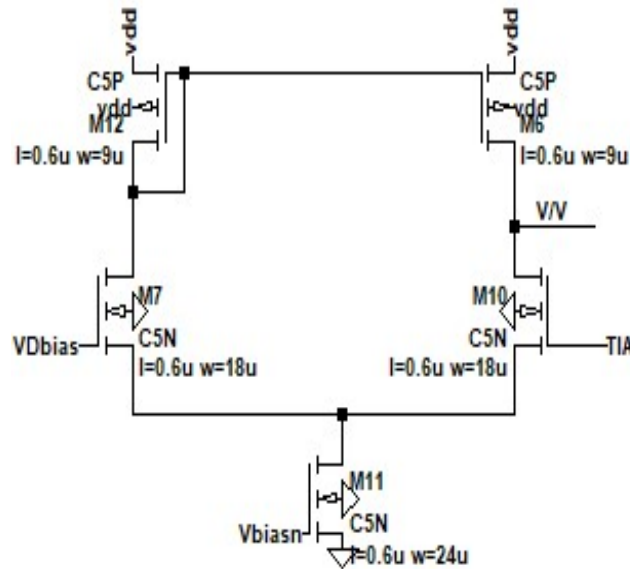 vdd
vdd
C5P
vdd
M12
l=0.6u w=9u
C5P
vdd
M6
l=0.6u w=9u
V/V
M7
VDbias
C5N
l=0.6u w=18u
M10
C5N
TIA
l=0.6u w=18u
M11
Vbiasn
C5N
l=0.6u w=24u